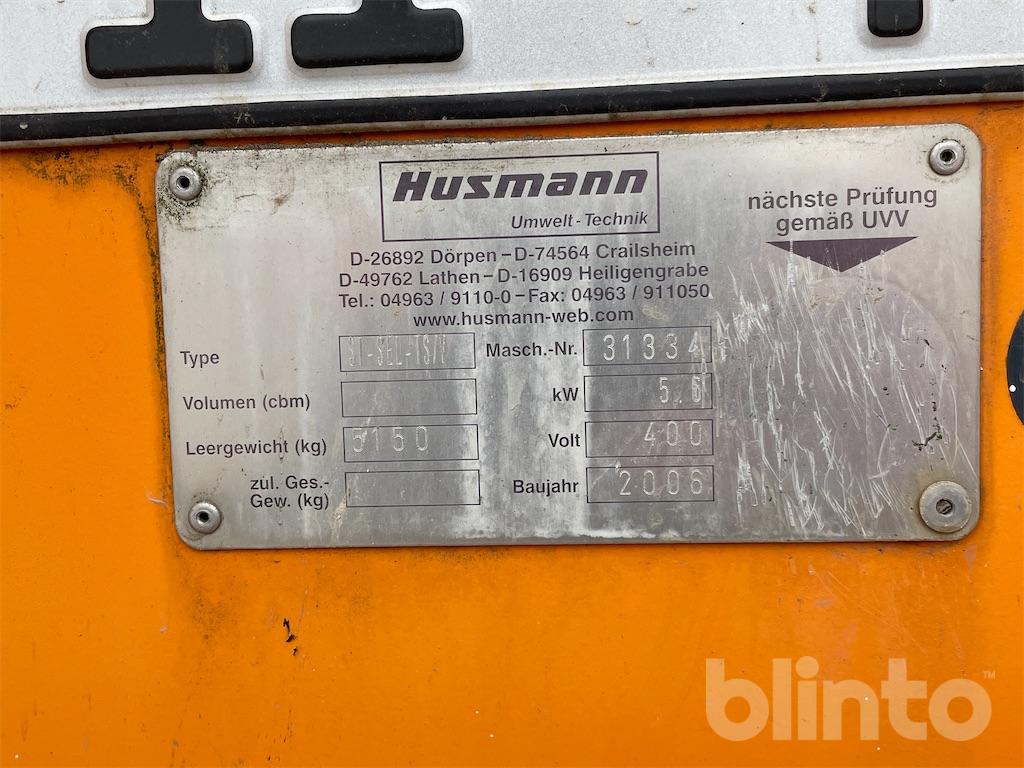 Husmann
Umwelt-Technik
nächste Prüfung
gemäß UVV
D-26892 Dörpen – D-74564 Crailsheim
D-49762 Lathen – D-16909 Heiligengrabe
Tel.: 04963 / 9110-0 – Fax: 04963 / 911050
www.husmann-web.com
Type Masch.-Nr. 31334
Volumen (cbm) kW 5,6
Leergewicht (kg) 5150 Volt 400
zul. Ges.-
Gew. (kg) Baujahr 2006
blinto™